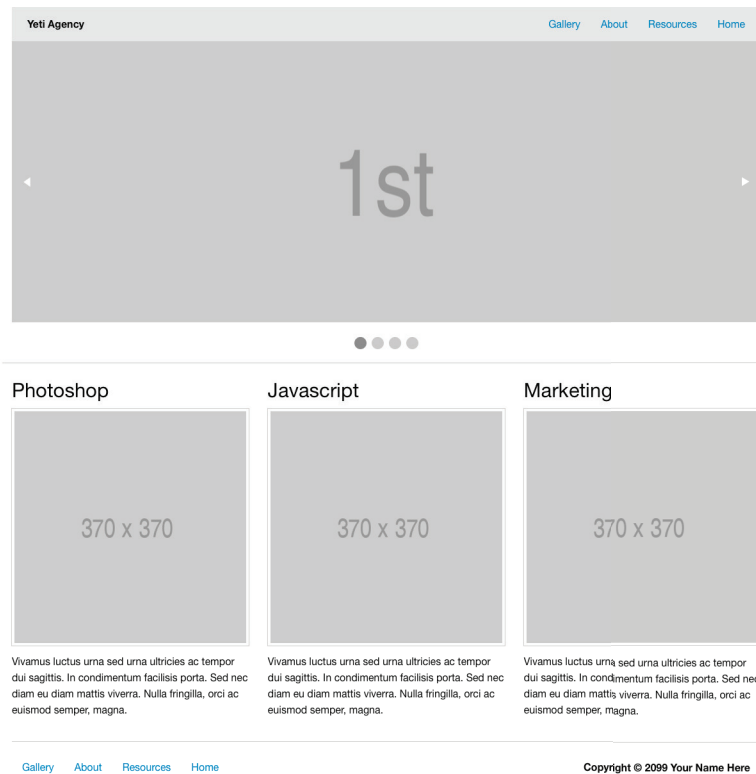 Yeti Agency
Gallery About Resources Home
1st
Photoshop
370 x 370
Vivamus luctus urna sed urna ultricies ac tempor
dui sagittis. In condimentum facilisis porta. Sed nec
diam eu diam mattis viverra. Nulla fringilla, orci ac
euismod semper, magna.
Javascript
370 x 370
Vivamus luctus urna sed urna ultricies ac tempor
dui sagittis. In condimentum facilisis porta. Sed nec
diam eu diam mattis viverra. Nulla fringilla, orci ac
euismod semper, magna.
Marketing
370 x 370
Vivamus luctus urna sed urna ultricies ac tempor
dui sagittis. In condimentum facilisis porta. Sed nec
diam eu diam mattis viverra. Nulla fringilla, orci ac
euismod semper, magna.
Gallery About Resources Home
Copyright © 2099 Your Name Here